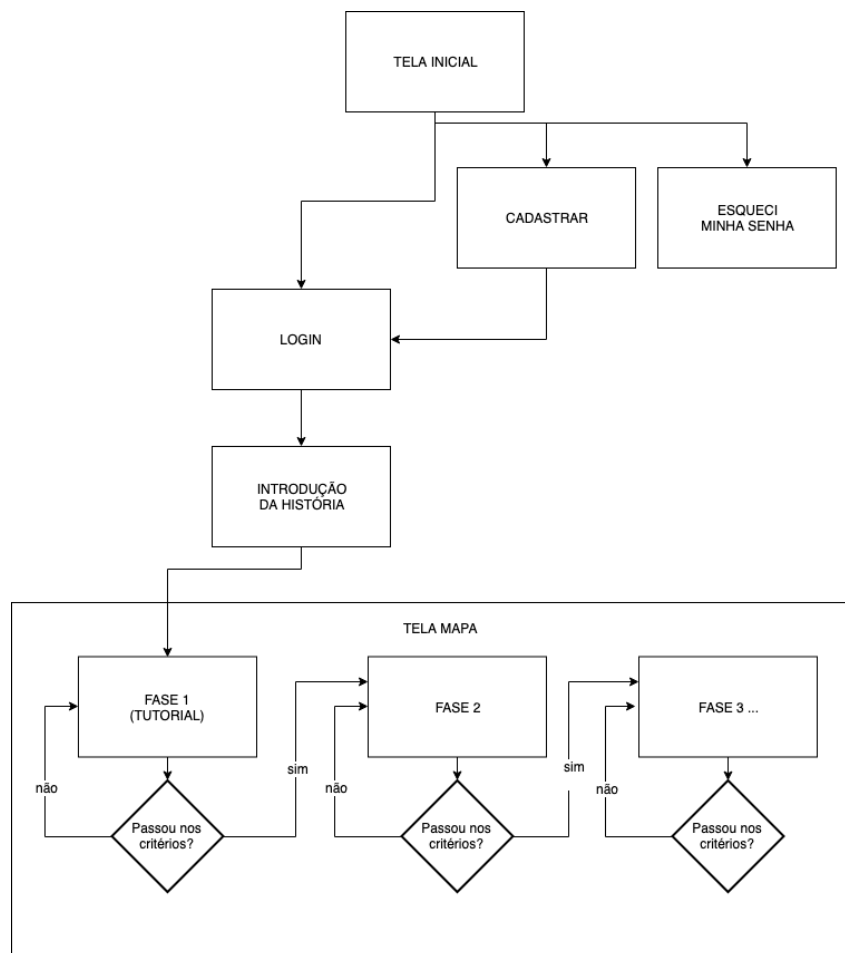 TELA INICIAL
CADASTRAR
ESQUECI
MINHA SENHA
LOGIN
INTRODUÇÃO
DA HISTÓRIA
TELA MAPA
FASE 1
(TUTORIAL)
FASE 2
FASE 3 ...
não
sim
não
sim
não
Passou nos
critérios?
Passou nos
critérios?
Passou nos
critérios?